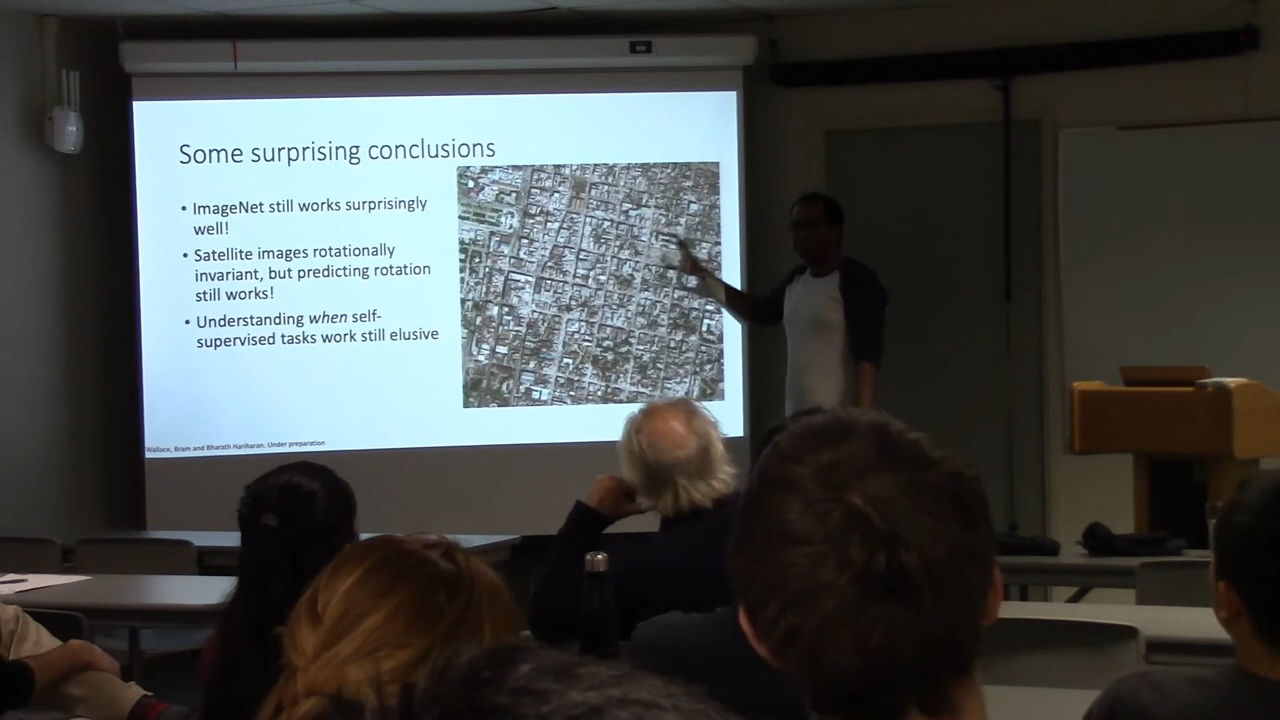 Some surprising conclusions
• ImageNet still works surprisingly
well!
• Satellite images rotationally
invariant, but predicting rotation
still works!
• Understanding when self-
supervised tasks work still elusive
Wallace, Bram and Bharath Hariharan. Under preparation